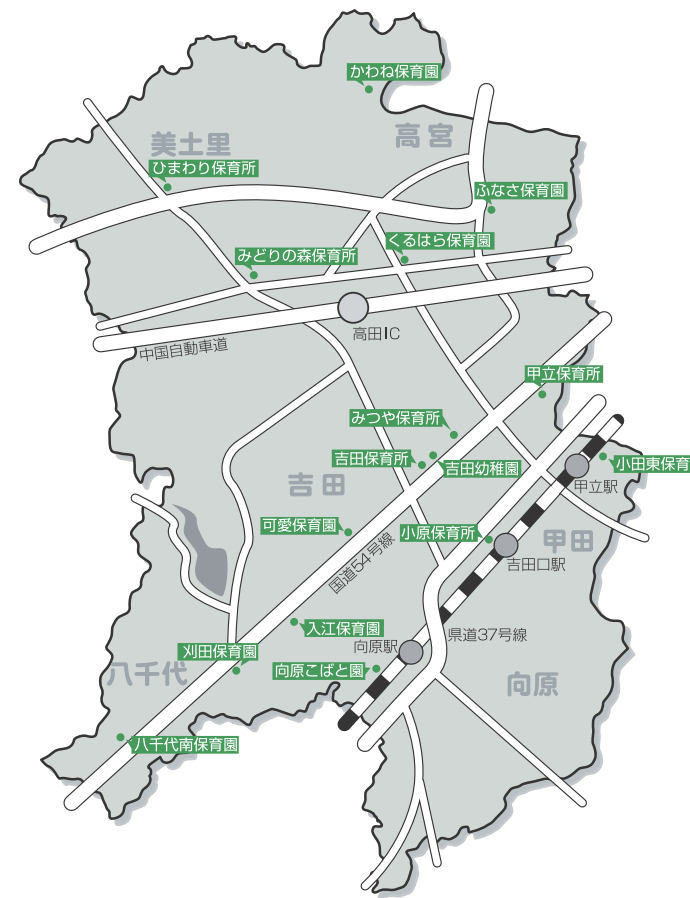 かわね保育園
高宮
美土里
ひまわり保育所
ふなさ保育園
くるはら保育園
みどりの森保育所
高田IC
中国自動車道
甲立保育所
みつや保育所
吉田保育所
吉田幼稚園
小田東保育
甲立駅
吉田
可愛保育園
小原保育所
甲田
吉田口駅
国道54号線
入江保育園
県道37号線
向原駅
刈田保育園
向原こばと園
八千代
向原
八千代南保育園